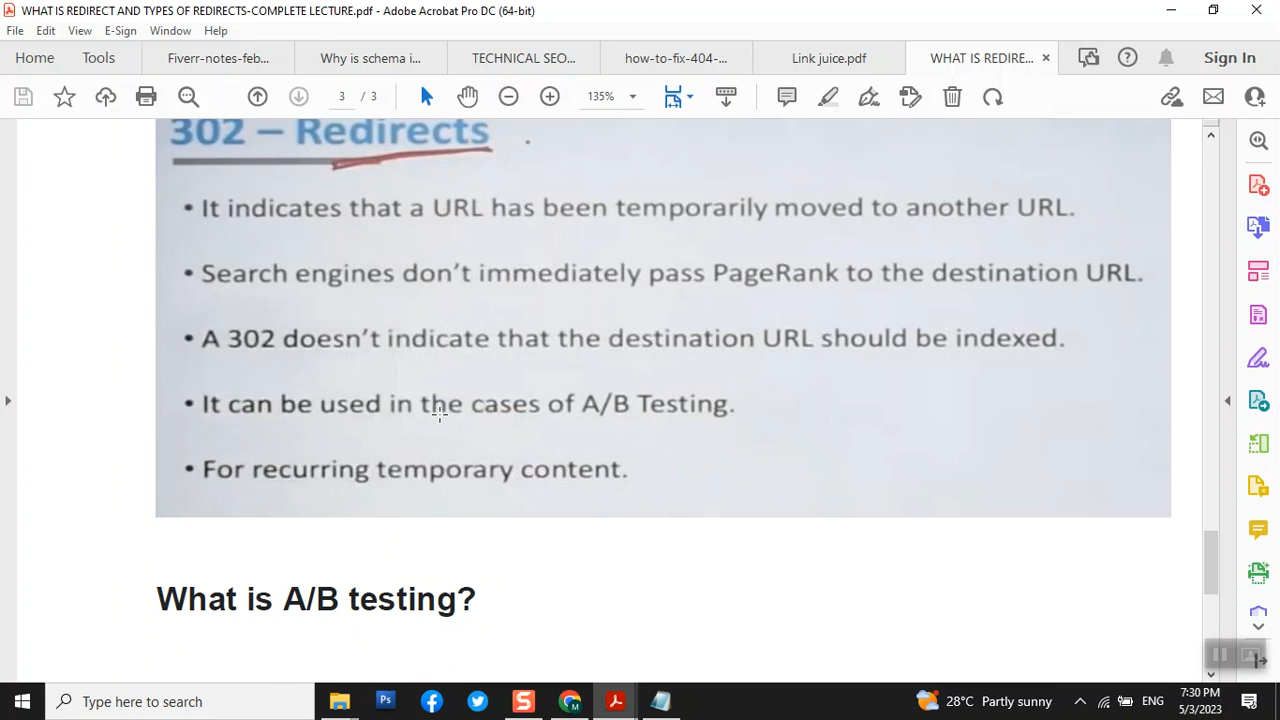 WHAT IS REDIRECT AND TYPES OF REDIRECTS-COMPLETE LECTURE.pdf - Adobe Acrobat Pro DC (64-bit)
File Edit View E-Sign Window Help
Home Tools Fiverr-notes-feb... Why is schema i... TECHNICAL SEO... how-to-fix-404-... Link juice.pdf WHAT IS REDIRE... Sign In
3 / 3 135%
302 – Redirects
• It indicates that a URL has been temporarily moved to another URL.
• Search engines don't immediately pass PageRank to the destination URL.
• A 302 doesn't indicate that the destination URL should be indexed.
• It can be used in the cases of A/B Testing.
• For recurring temporary content.
What is A/B testing?
Type here to search Ps S 28°C Partly sunny ENG 7:30 PM
5/3/2023